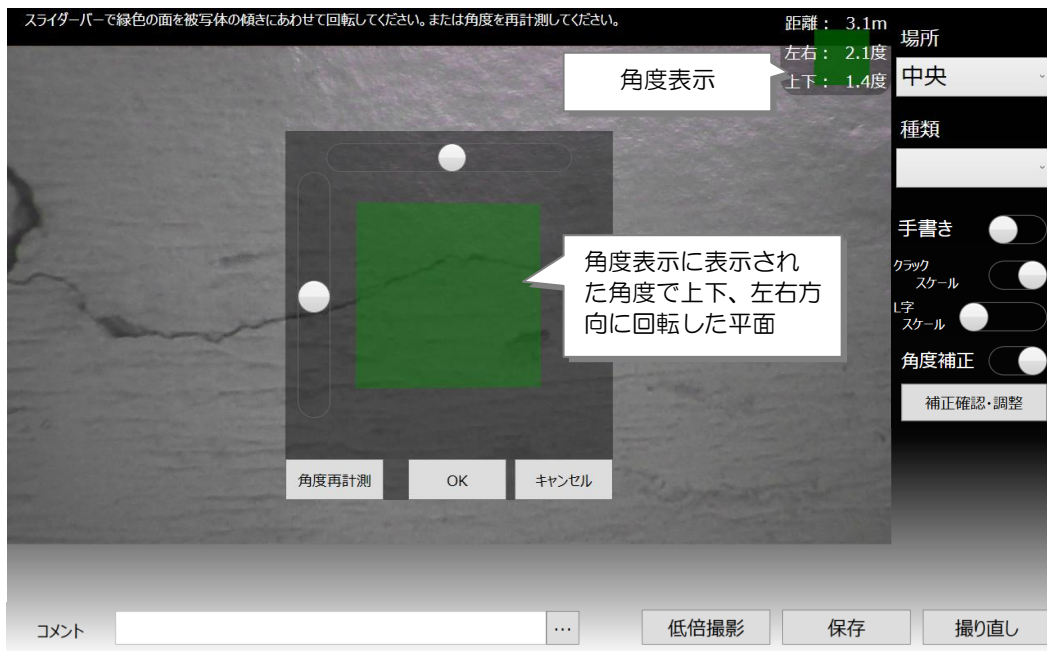 スライダーバーで緑色の面を被写体の傾きにあわせて回転してください。または角度を再計測してください。
距離： 3.1m
左右： 2.1度
上下： 1.4度
角度表示
場所
中央
種類
手書き
クラック
スケール
L字
スケール
角度補正
補正確認・調整
角度表示に表示され
た角度で上下、左右方
向に回転した平面
角度再計測
OK
キャンセル
コメント
…
低倍撮影
保存
撮り直し